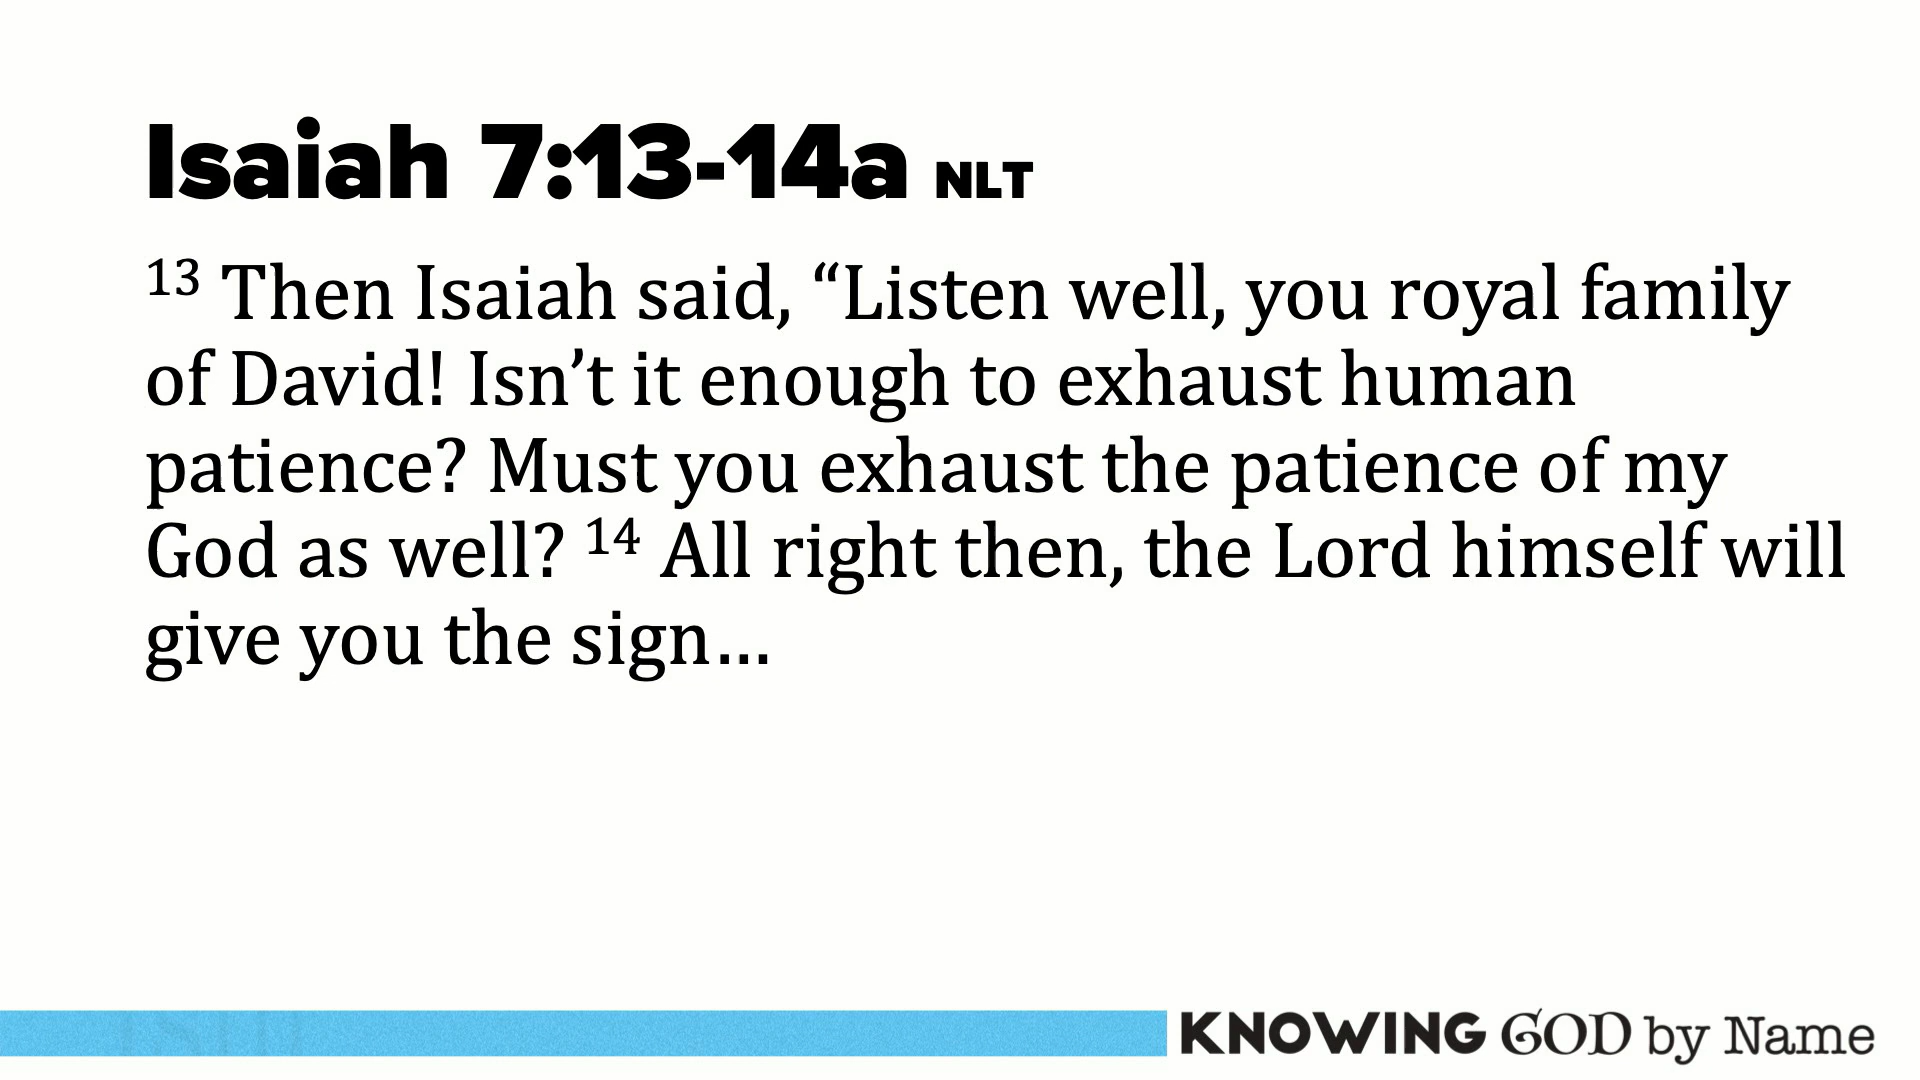 Isaiah 7:13-14a NLT
13 Then Isaiah said, “Listen well, you royal family
of David! Isn’t it enough to exhaust human
patience? Must you exhaust the patience of my
God as well? 14 All right then, the Lord himself will
give you the sign…
KNOWING GOD by Name